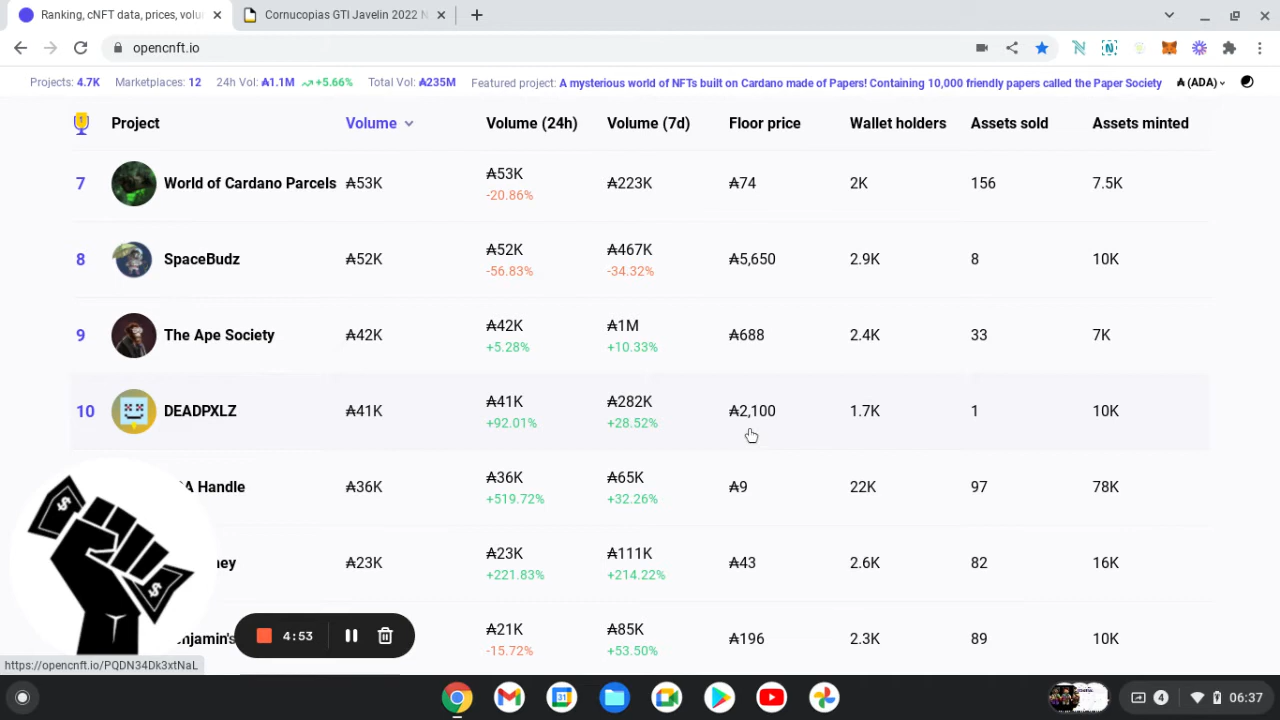 Ranking, cNFT data, prices, volu
Cornucopias GTI Javelin 2022 N
opencnft.io
Projects: 4.7K Marketplaces: 12 24h Vol: ₳1.1M +5.66% Total Vol: ₳235M Featured project: A mysterious world of NFTs built on Cardano made of Papers! Containing 10,000 friendly papers called the Paper Society ₳ (ADA)
Project Volume Volume (24h) Volume (7d) Floor price Wallet holders Assets sold Assets minted
7 World of Cardano Parcels ₳53K ₳53K ₳223K ₳74 2K 156 7.5K
-20.86%
8 SpaceBudz ₳52K ₳52K ₳467K ₳5,650 2.9K 8 10K
-56.83% -34.32%
9 The Ape Society ₳42K ₳42K ₳1M ₳688 2.4K 33 7K
+5.28% +10.33%
10 DEADPXLZ ₳41K ₳41K ₳282K ₳2,100 1.7K 1 10K
+92.01% +28.52%
A Handle ₳36K ₳36K ₳65K ₳9 22K 97 78K
+519.72% +32.26%
ney ₳23K ₳23K ₳111K ₳43 2.6K 82 16K
+221.83% +214.22%
njamin's ₳21K ₳85K ₳196 2.3K 89 10K
-15.72% +53.50%
$
$
4:53
https://opencnft.io/PQDN34Dk3xtNaL
31
4
06:37